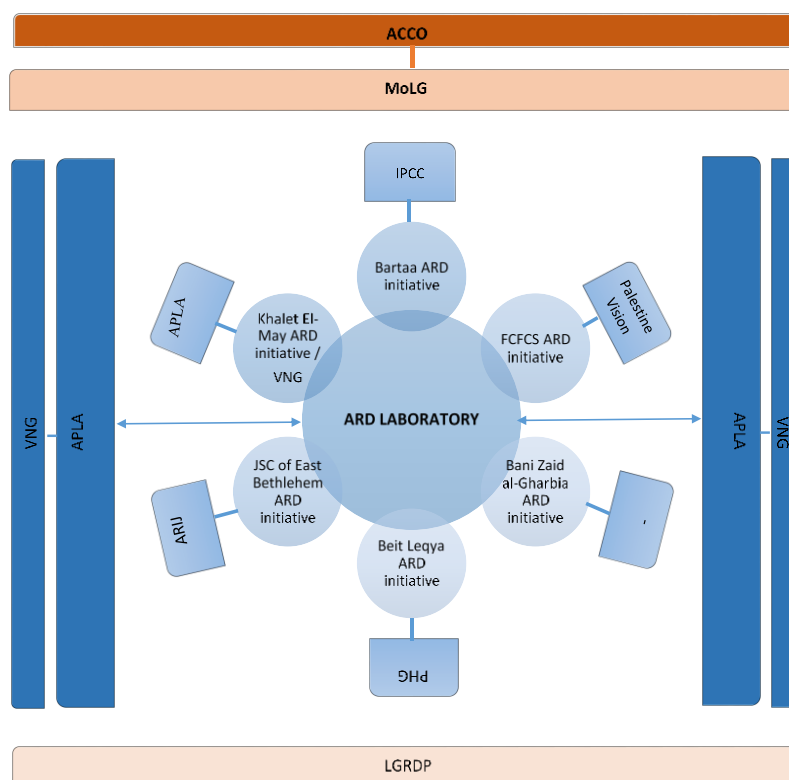 ACCO
MoLG
IPCC
Bartaa ARD
initiative
APLA
Khalet El-
May ARD
initiative /
VNG
FCFCS ARD
initiative
Palestine
Vision
VNG
APLA
ARD LABORATORY
APLA
VNG
ARIJ
JSC of East
Bethlehem
ARD
initiative
Bani Zaid
al-Gharbia
ARD
initiative
-
Beit Leqya
ARD
initiative
PHG
LGRDP